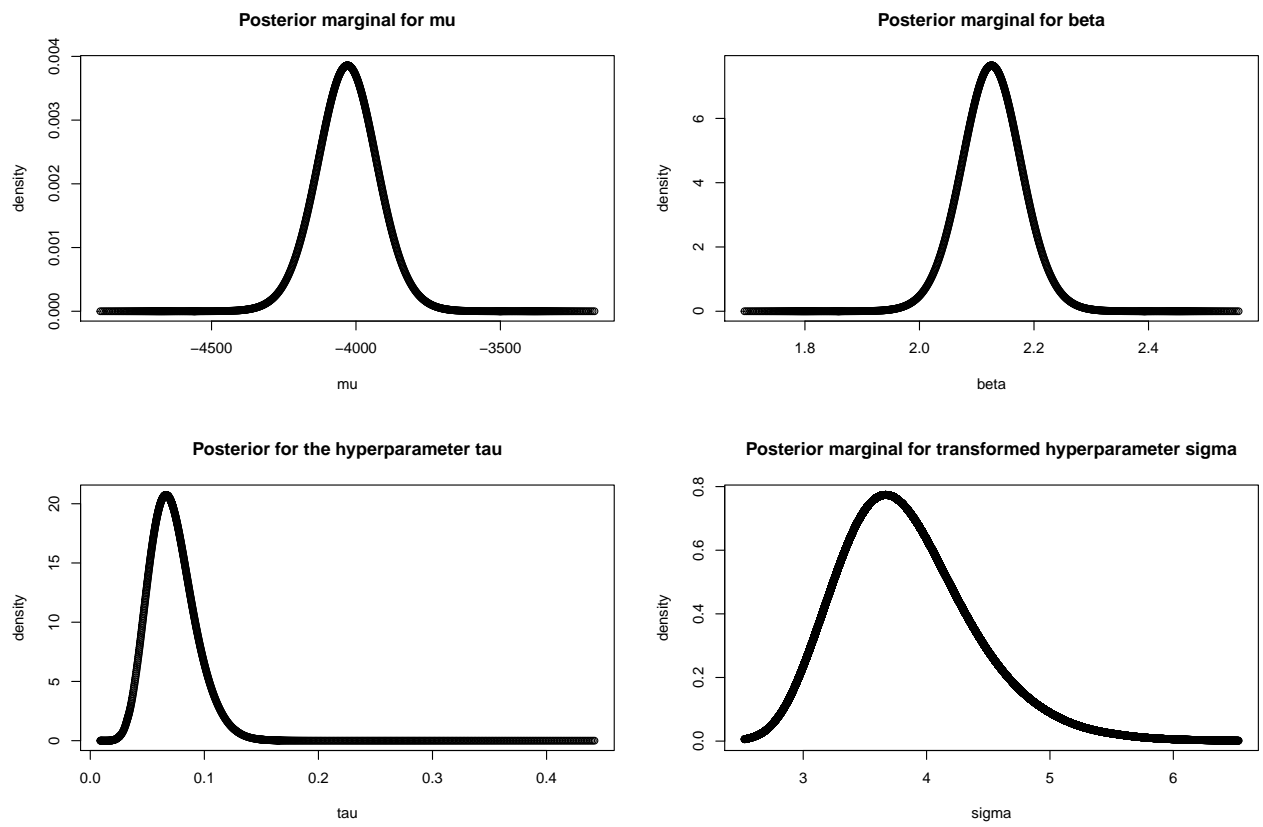 Posterior marginal for mu
density
0.000 0.001 0.002 0.003 0.004
−4500 −4000 −3500
mu
Posterior marginal for beta
density
0 2 4 6
1.8 2.0 2.2 2.4
beta
Posterior for the hyperparameter tau
density
0 5 10 15 20
0.0 0.1 0.2 0.3 0.4
tau
Posterior marginal for transformed hyperparameter sigma
density
0.0 0.2 0.4 0.6 0.8
3 4 5 6
sigma